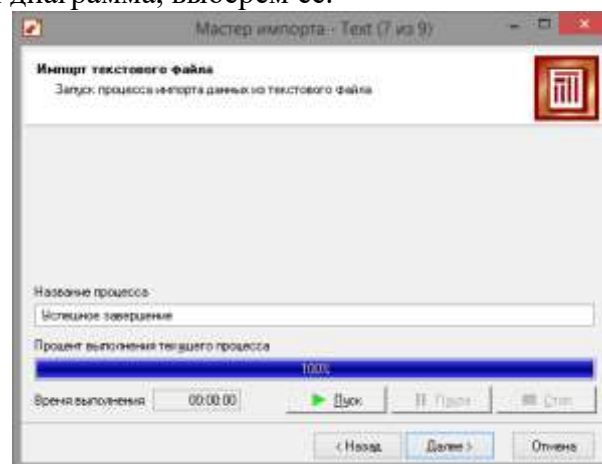 диаграмма, выберем ее.
Мастер импорта - Text (7 из 9)
Импорт текстового файла
Запуск процесса импорта данных из текстового файла
Название процесса
Успешное завершение
Процент выполнения текущего процесса
100%
Время выполнения 00:00:00 Пуск Пауза Стоп
< Назад Далее > Отмена